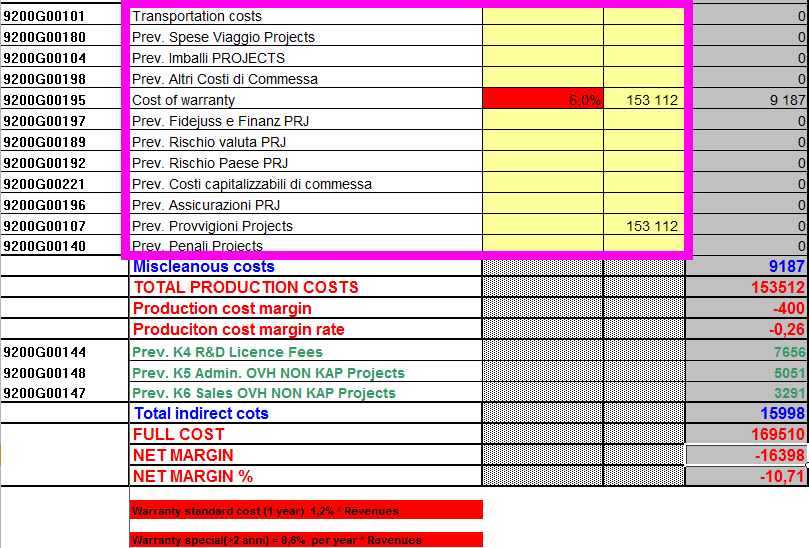 9200G00101 Transportation costs 0
9200G00180 Prev. Spese Viaggio Projects 0
9200G00104 Prev. Imballi PROJECTS 0
9200G00198 Prev. Altri Costi di Commessa 0
9200G00195 Cost of warranty 6,0% 153 112 9 187
9200G00197 Prev. Fidejuss e Finanz PRJ 0
9200G00189 Prev. Rischio valuta PRJ 0
9200G00192 Prev. Rischio Paese PRJ 0
9200G00221 Prev. Costi capitalizzabili di commessa 0
9200G00196 Prev. Assicurazioni PRJ 0
9200G00107 Prev. Provvigioni Projects 153 112 0
9200G00140 Prev. Penali Projects 0
Miscleanous costs 9187
TOTAL PRODUCTION COSTS 153512
Production cost margin -400
Produciton cost margin rate -0,26
9200G00144 Prev. K4 R&D Licence Fees 7656
9200G00148 Prev. K5 Admin. OVH NON KAP Projects 5051
9200G00147 Prev. K6 Sales OVH NON KAP Projects 3291
Total indirect cots 15998
FULL COST 169510
NET MARGIN -16398
NET MARGIN % -10,71
Warranty standard cost (1 year) 1,2% * Revenues
Warranty special(>2 anni) = 0,6% per year * Revenues